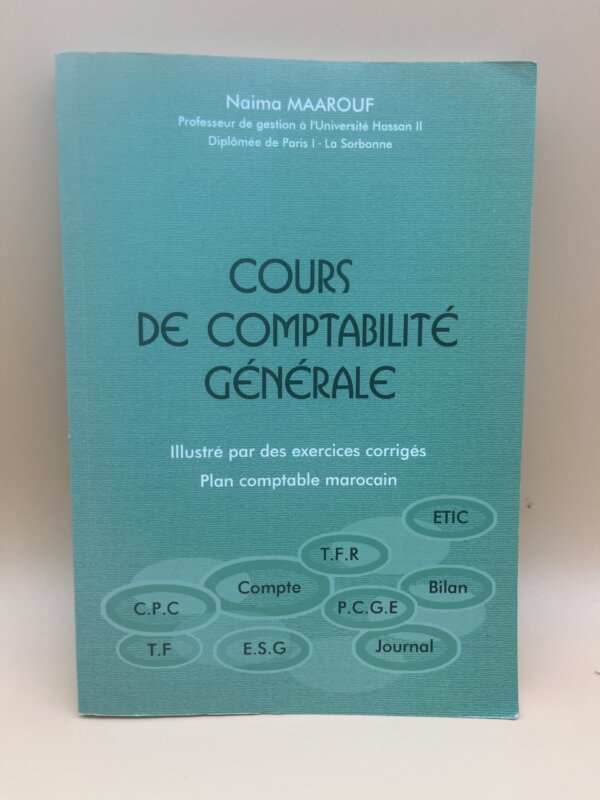 Naima MAAROUF
Professeur de gestion à l'Université Hassan II
Diplômée de Paris I - La Sorbonne
COURS
DE COMPTABILITÉ
GÉNÉRALE
Illustré par des exercices corrigés
Plan comptable marocain
ETIC
T.F.R
Compte
Bilan
C.P.C
P.C.G.E
T.F
E.S.G
Journal